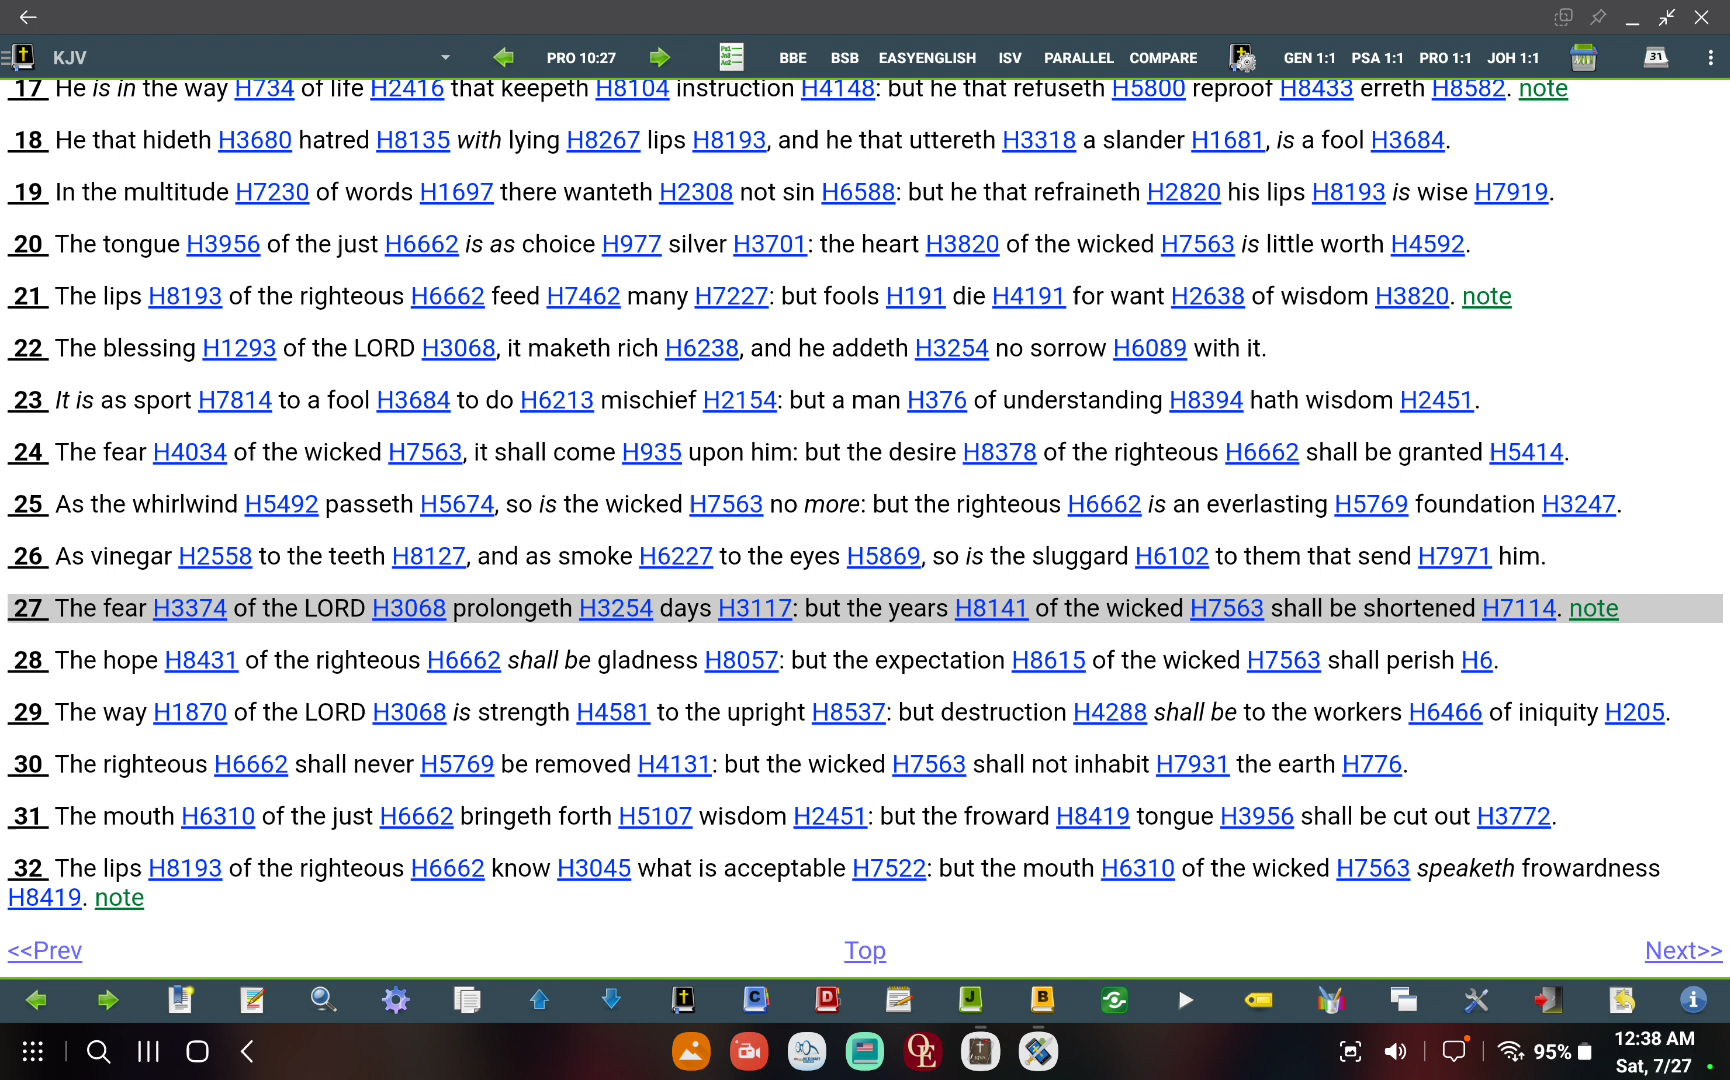 KJV PRO 10:27 BBE BSB EASYENGLISH ISV PARALLEL COMPARE GEN 1:1 PSA 1:1 PRO 1:1 JOH 1:1 31
17 He is in the way H734 of life H2416 that keepeth H8104 instruction H4148: but he that refuseth H5800 reproof H8433 erreth H8582. note
18 He that hideth H3680 hatred H8135 with lying H8267 lips H8193, and he that uttereth H3318 a slander H1681, is a fool H3684.
19 In the multitude H7230 of words H1697 there wanteth H2308 not sin H6588: but he that refraineth H2820 his lips H8193 is wise H7919.
20 The tongue H3956 of the just H6662 is as choice H977 silver H3701: the heart H3820 of the wicked H7563 is little worth H4592.
21 The lips H8193 of the righteous H6662 feed H7462 many H7227: but fools H191 die H4191 for want H2638 of wisdom H3820. note
22 The blessing H1293 of the LORD H3068, it maketh rich H6238, and he addeth H3254 no sorrow H6089 with it.
23 It is as sport H7814 to a fool H3684 to do H6213 mischief H2154: but a man H376 of understanding H8394 hath wisdom H2451.
24 The fear H4034 of the wicked H7563, it shall come H935 upon him: but the desire H8378 of the righteous H6662 shall be granted H5414.
25 As the whirlwind H5492 passeth H5674, so is the wicked H7563 no more: but the righteous H6662 is an everlasting H5769 foundation H3247.
26 As vinegar H2558 to the teeth H8127, and as smoke H6227 to the eyes H5869, so is the sluggard H6102 to them that send H7971 him.
27 The fear H3374 of the LORD H3068 prolongeth H3254 days H3117: but the years H8141 of the wicked H7563 shall be shortened H7114. note
28 The hope H8431 of the righteous H6662 shall be gladness H8057: but the expectation H8615 of the wicked H7563 shall perish H6.
29 The way H1870 of the LORD H3068 is strength H4581 to the upright H8537: but destruction H4288 shall be to the workers H6466 of iniquity H205.
30 The righteous H6662 shall never H5769 be removed H4131: but the wicked H7563 shall not inhabit H7931 the earth H776.
31 The mouth H6310 of the just H6662 bringeth forth H5107 wisdom H2451: but the froward H8419 tongue H3956 shall be cut out H3772.
32 The lips H8193 of the righteous H6662 know H3045 what is acceptable H7522: but the mouth H6310 of the wicked H7563 speaketh frowardness
H8419. note
<<Prev Top Next>>
C D J B
OE 95% 12:38 AM
Sat, 7/27